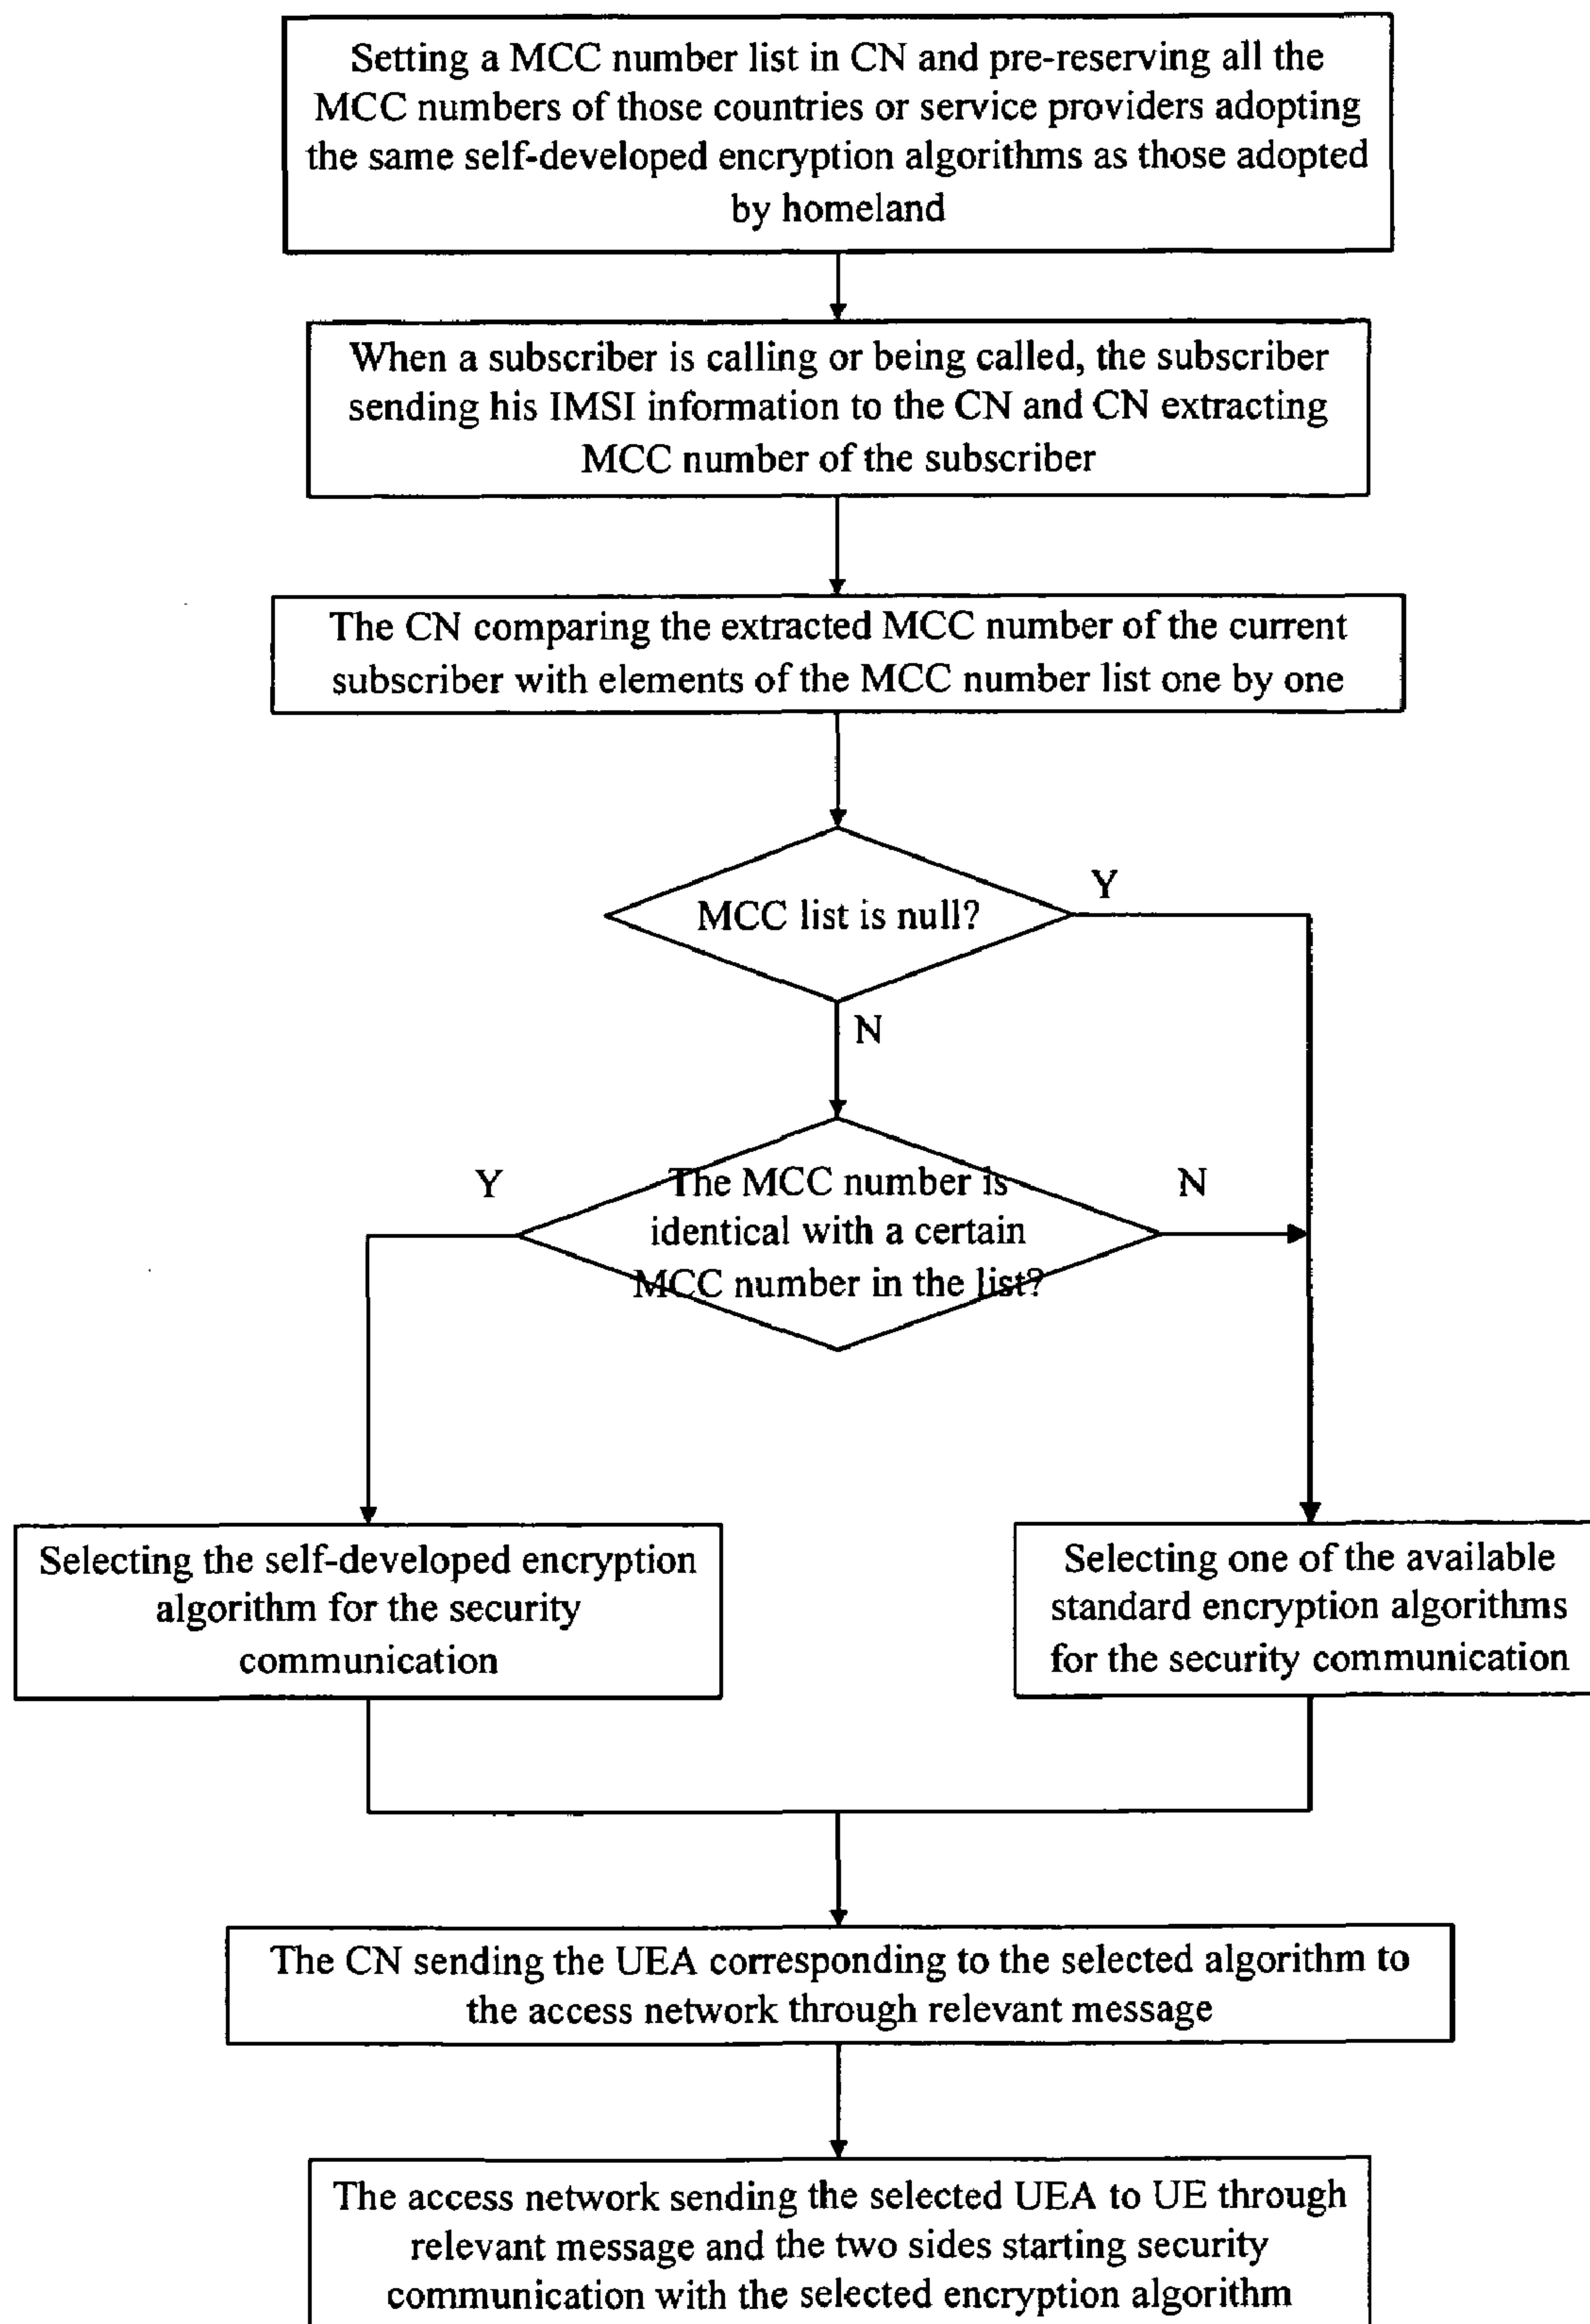 Setting a MCC number list in CN and pre-reserving all the
MCC numbers of those countries or service providers adopting
the same self-developed encryption algorithms as those adopted
by homeland
When a subscriber is calling or being called, the subscriber
sending his IMSI information to the CN and CN extracting
MCC number of the subscriber
The CN comparing the extracted MCC number of the current
subscriber with elements of the MCC number list one by one
MCC list is null?
Y
N
Y
The MCC number is
identical with a certain
MCC number in the list?
N
Selecting the self-developed encryption
algorithm for the security
communication
Selecting one of the available
standard encryption algorithms
for the security communication
The CN sending the UEA corresponding to the selected algorithm to
the access network through relevant message
The access network sending the selected UEA to UE through
relevant message and the two sides starting security
communication with the selected encryption algorithm